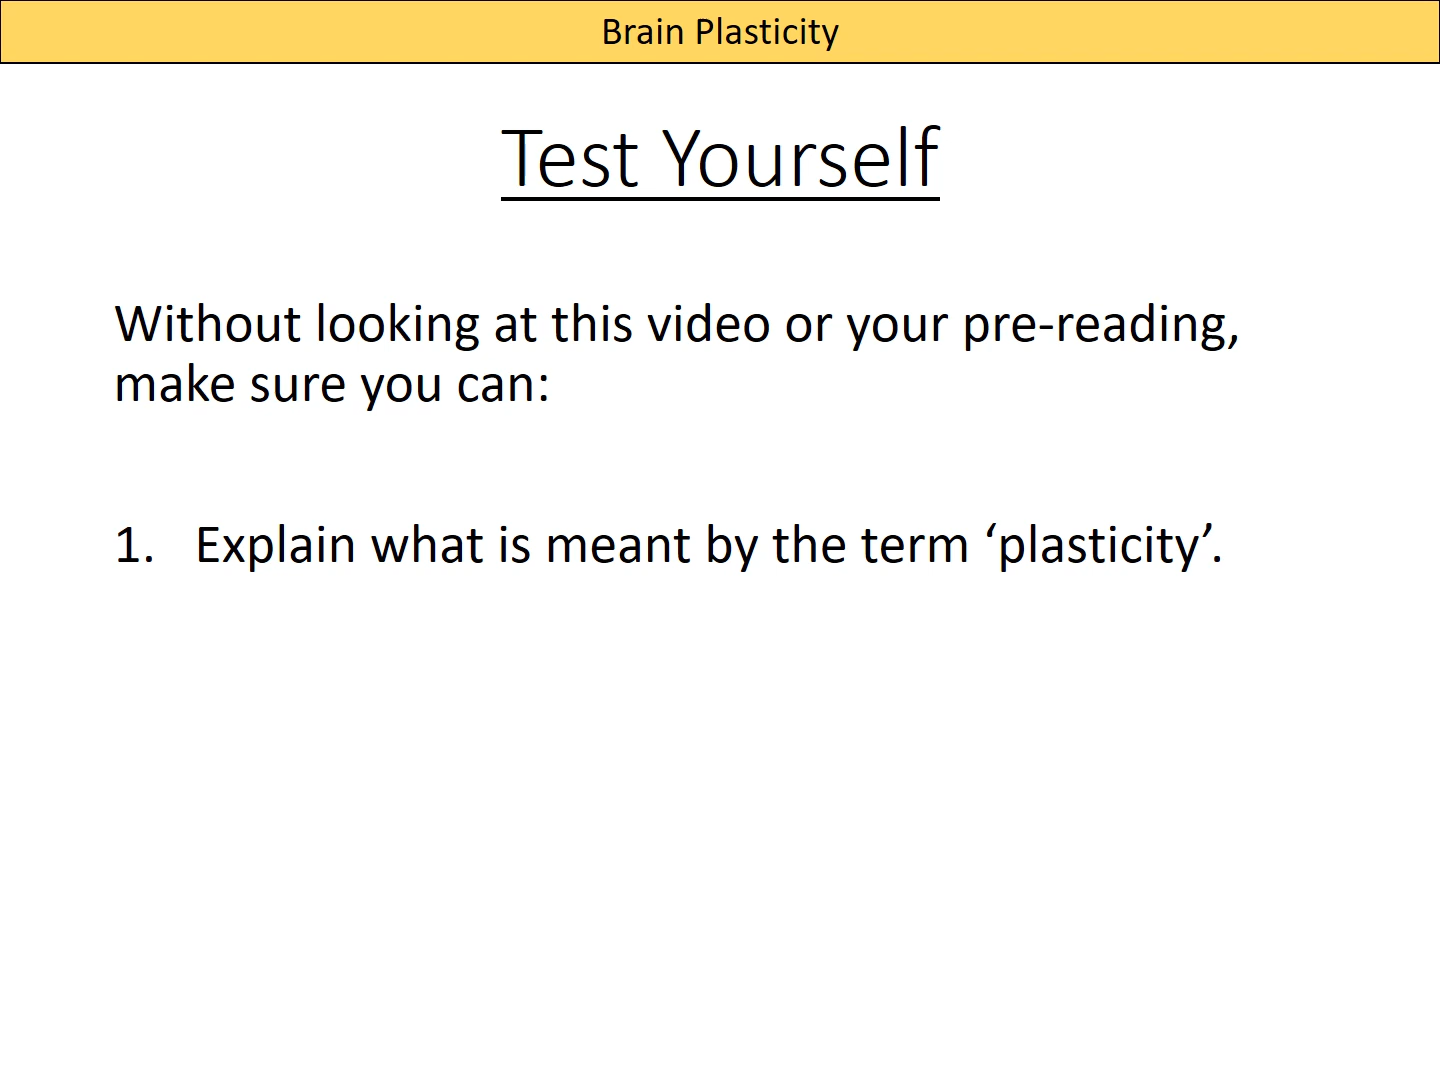 Brain Plasticity
Test Yourself
Without looking at this video or your pre-reading,
make sure you can:
1. Explain what is meant by the term ‘plasticity’.